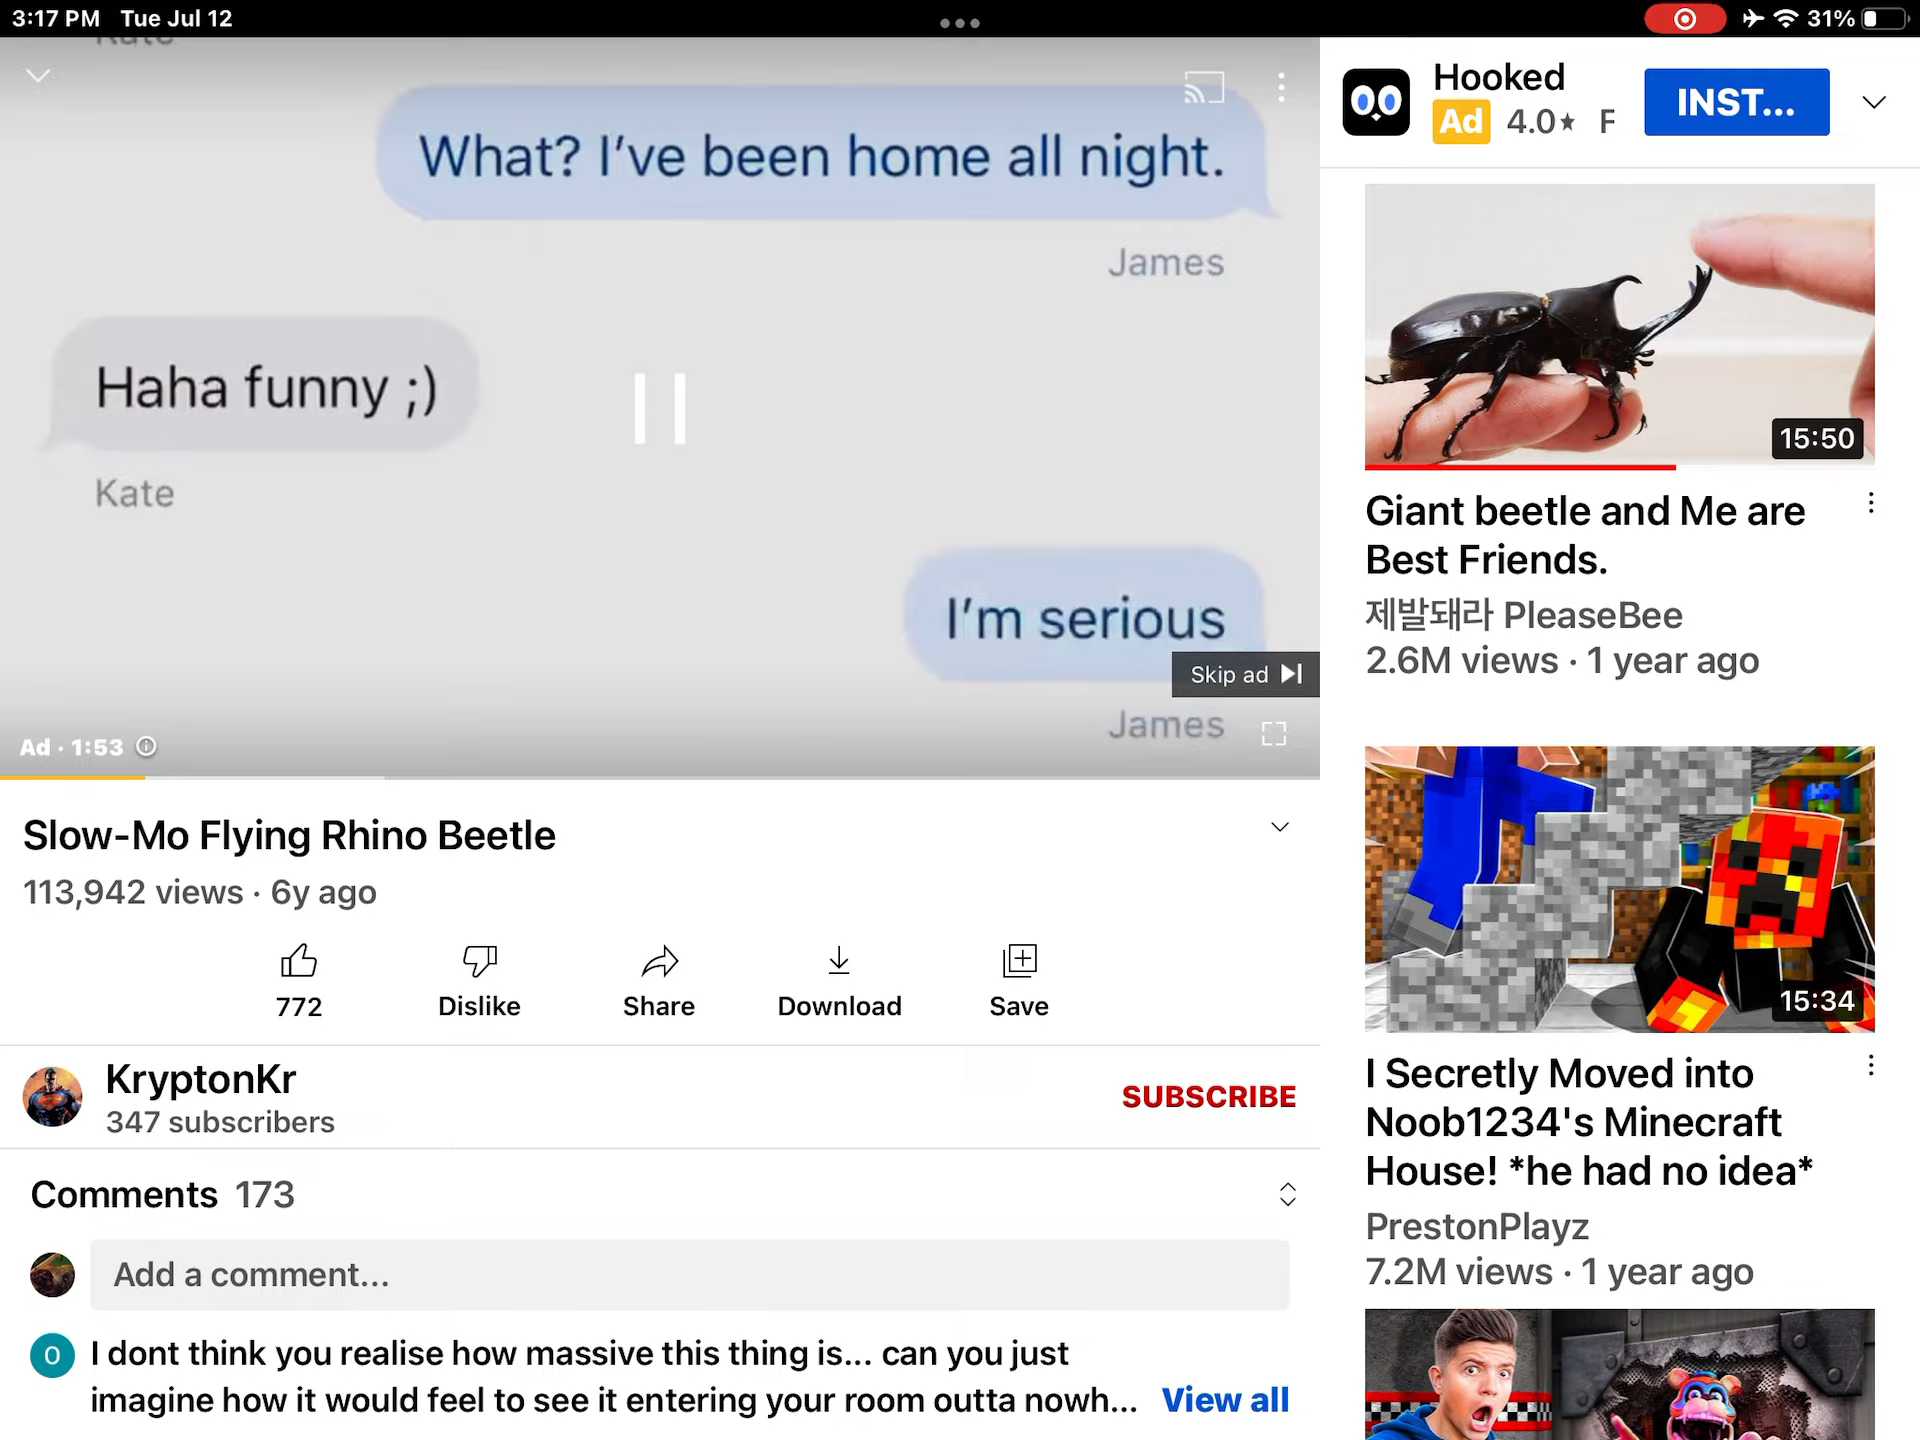 3:17 PM Tue Jul 12
31%
What? I've been home all night.
James
Haha funny ;)
Kate
I'm serious
Skip ad
James
Ad · 1:53
Slow-Mo Flying Rhino Beetle
113,942 views · 6y ago
772
Dislike
Share
Download
Save
KryptonKr
347 subscribers
SUBSCRIBE
Comments 173
Add a comment...
O
I dont think you realise how massive this thing is... can you just
imagine how it would feel to see it entering your room outta nowh... View all
Hooked
Ad 4.0★ F
INST...
15:50
Giant beetle and Me are
Best Friends.
제발돼라 PleaseBee
2.6M views · 1 year ago
15:34
I Secretly Moved into
Noob1234's Minecraft
House! *he had no idea*
PrestonPlayz
7.2M views · 1 year ago